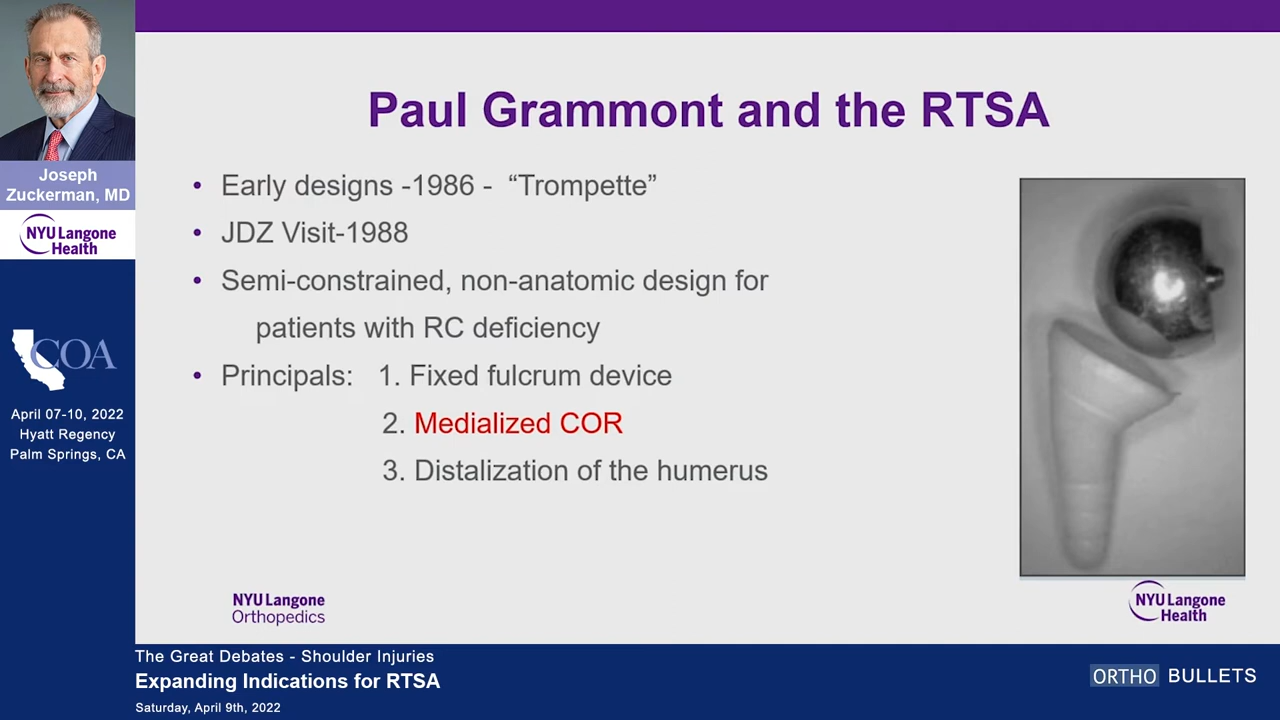 Paul Grammont and the RTSA
• Early designs -1986 - “Trompette”
• JDZ Visit-1988
• Semi-constrained, non-anatomic design for
patients with RC deficiency
• Principals: 1. Fixed fulcrum device
2. Medialized COR
3. Distalization of the humerus
NYU Langone
Orthopedics
NYU Langone
Health
Joseph
Zuckerman, MD
NYU Langone
Health
COA
April 07-10, 2022
Hyatt Regency
Palm Springs, CA
The Great Debates - Shoulder Injuries
Expanding Indications for RTSA
Saturday, April 9th, 2022
ORTHO BULLETS